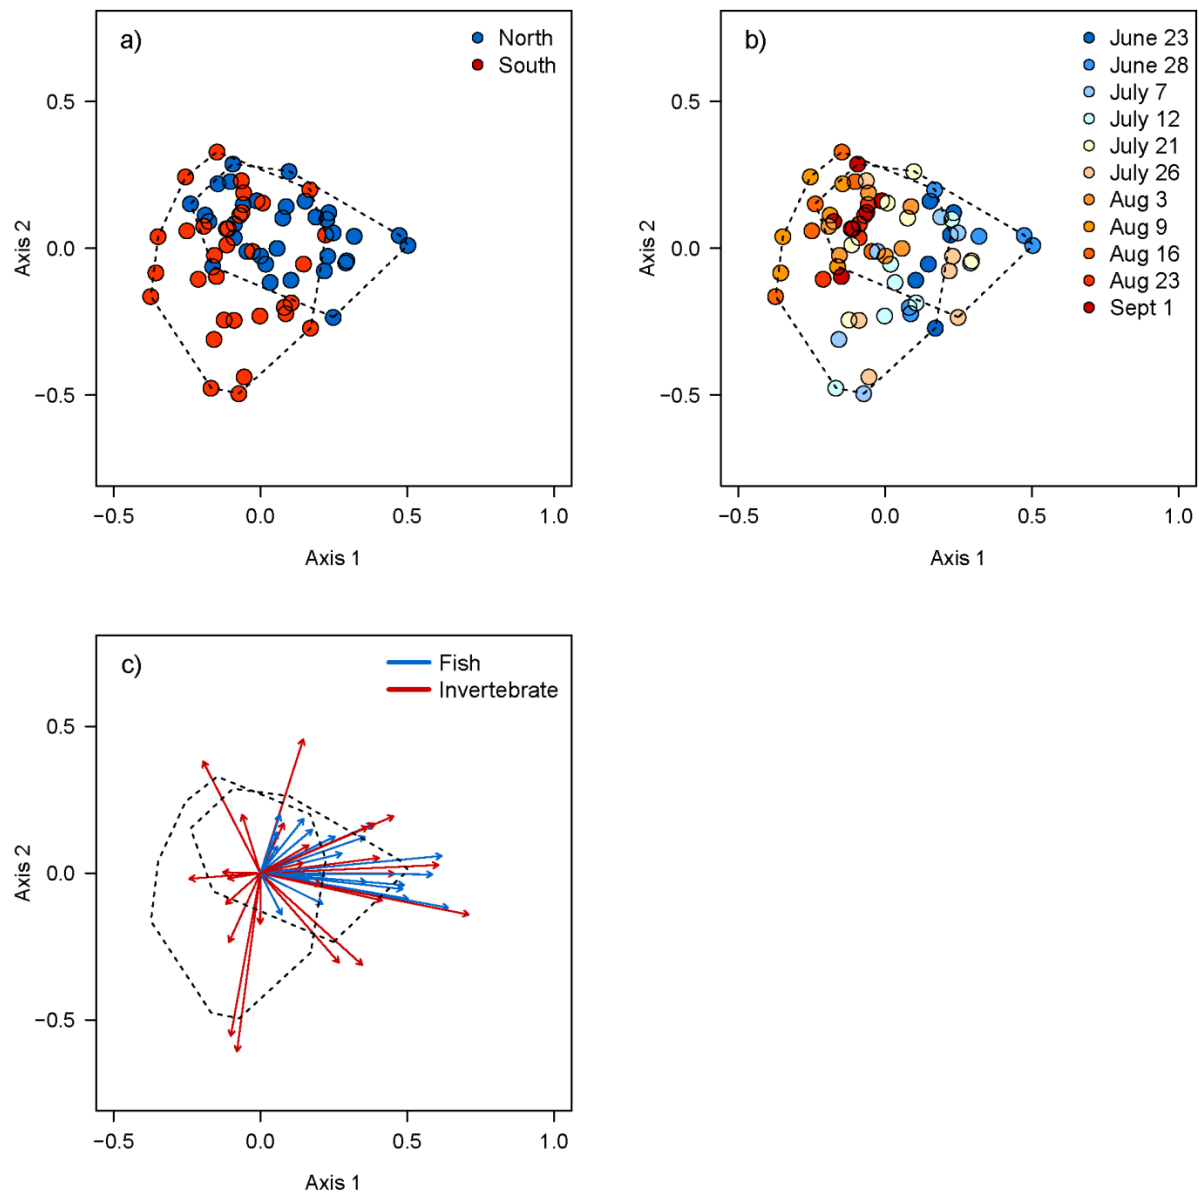 a)
North
South
0.5
0.0
−0.5
Axis 2
−0.5 0.0 0.5 1.0
Axis 1
b)
June 23
June 28
July 7
July 12
July 21
July 26
Aug 3
Aug 9
Aug 16
Aug 23
Sept 1
0.5
0.0
−0.5
Axis 2
−0.5 0.0 0.5 1.0
Axis 1
c)
Fish
Invertebrate
0.5
0.0
−0.5
Axis 2
−0.5 0.0 0.5 1.0
Axis 1